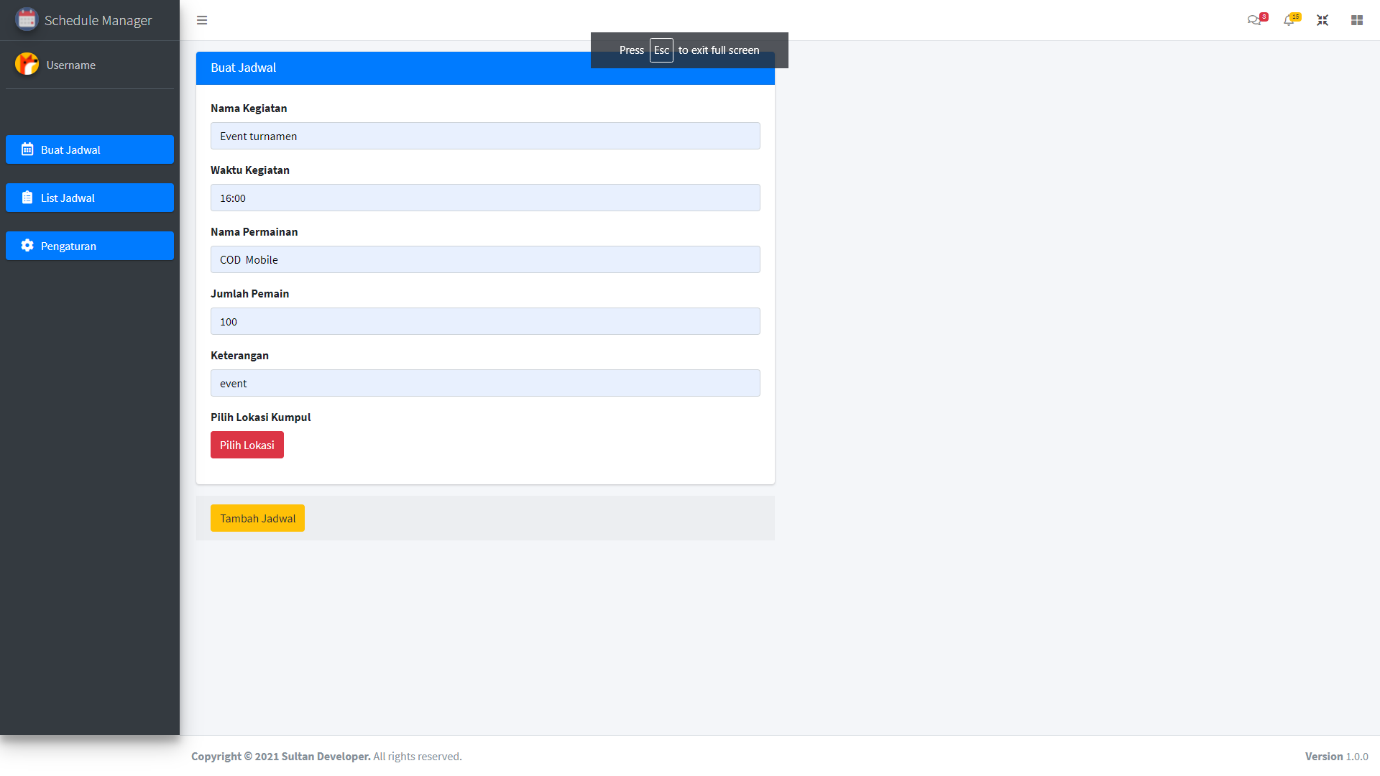 Schedule Manager
3
15
Press Esc to exit full screen
Username
Buat Jadwal
List Jadwal
Pengaturan
Buat Jadwal
Nama Kegiatan
Event turnamen
Waktu Kegiatan
16:00
Nama Permainan
COD Mobile
Jumlah Pemain
100
Keterangan
event
Pilih Lokasi Kumpul
Pilih Lokasi
Tambah Jadwal
Copyright © 2021 Sultan Developer. All rights reserved.
Version 1.0.0